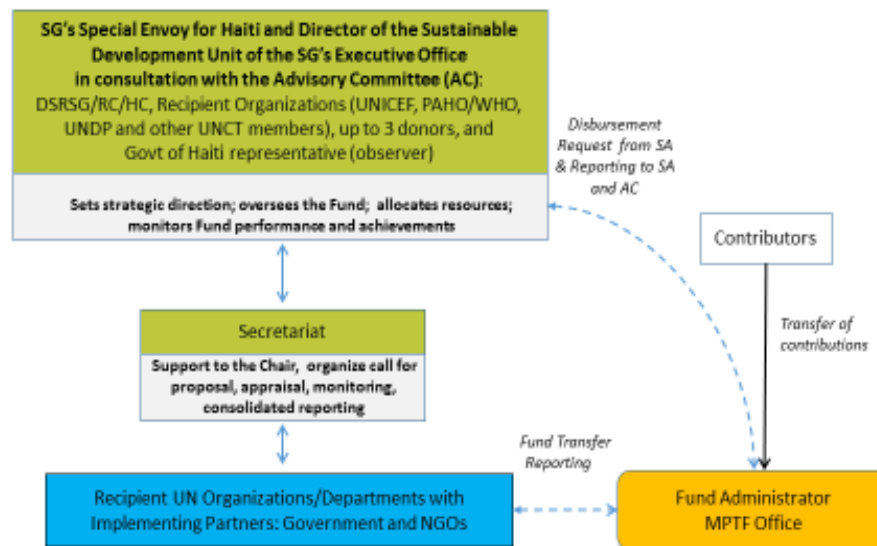 SG's Special Envoy for Haiti and Director of the Sustainable
Development Unit of the SG's Executive Office
in consultation with the Advisory Committee (AC):
DSRSG/RC/HC, Recipient Organizations (UNICEF, PAHO/WHO,
UNDP and other UNCT members), up to 3 donors, and
Govt of Haiti representative (observer)
Sets strategic direction; oversees the Fund; allocates resources;
monitors Fund performance and achievements
Disbursement
Request from SA
& Reporting to SA
and AC
Contributors
Transfer of
contributions
Secretariat
Support to the Chair, organize call for
proposal, appraisal, monitoring,
consolidated reporting
Fund Transfer
Reporting
Recipient UN Organizations/Departments with
Implementing Partners: Government and NGOs
Fund Administrator
MPTF Office